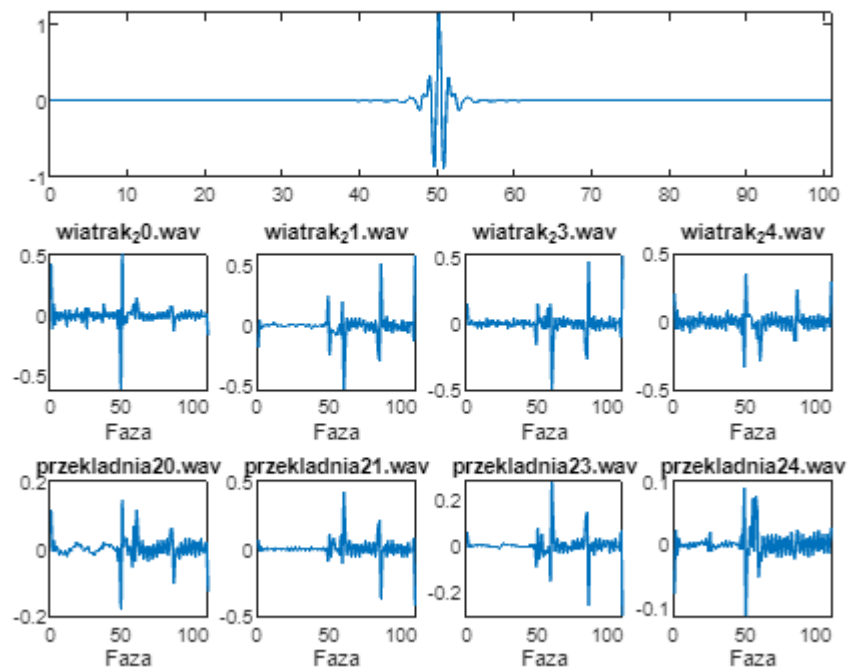 1
0
-1
0 10 20 30 40 50 60 70 80 90 100
wiatrak₂0.wav wiatrak₂1.wav wiatrak₂3.wav wiatrak₂4.wav
0.5 0.5 0.5 0.5
0 0 0 0
-0.5 -0.5 -0.5 -0.5
0 50 100 0 50 100 0 50 100 0 50 100
Faza Faza Faza Faza
przekladnia20.wav przekladnia21.wav przekladnia23.wav przekladnia24.wav
0.2 0.5 0.2 0.1
0 0 0 0
-0.2 -0.5 -0.2 -0.1
0 50 100 0 50 100 0 50 100 0 50 100
Faza Faza Faza Faza